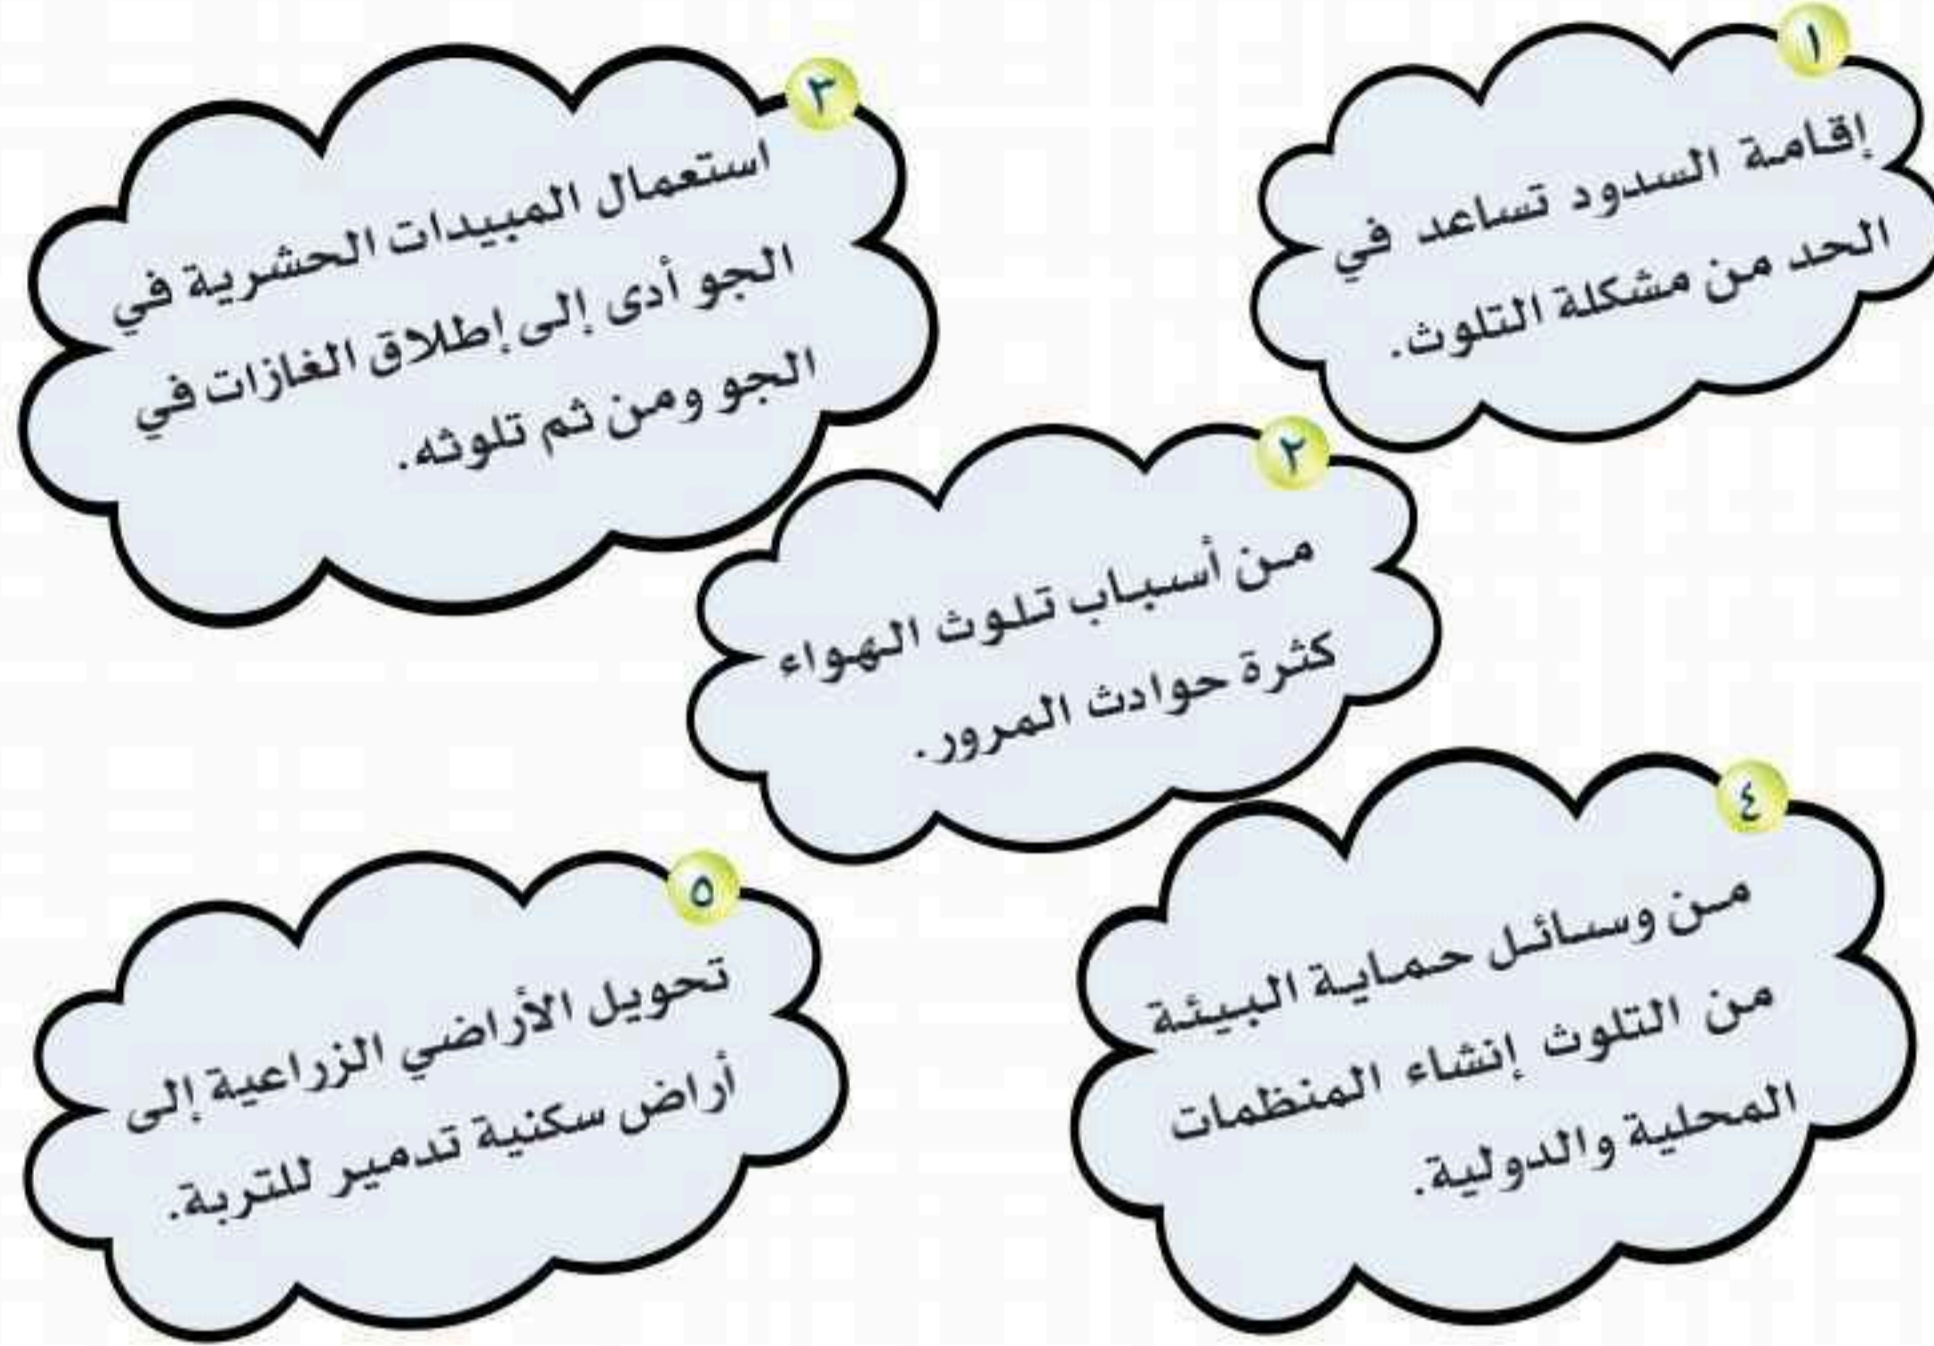 ١
إقامة السدود تساعد في
الحد من مشكلة التلوث.
٢
من أسباب تلوث الهواء
كثرة حوادث المرور.
٣
استعمال المبيدات الحشرية في
الجو أدى إلى إطلاق الغازات في
الجو ومن ثم تلوثه.
٤
من وسائل حماية البيئة
من التلوث إنشاء المنظمات
المحلية والدولية.
٥
تحويل الأراضي الزراعية إلى
أراض سكنية تدمير للتربة.